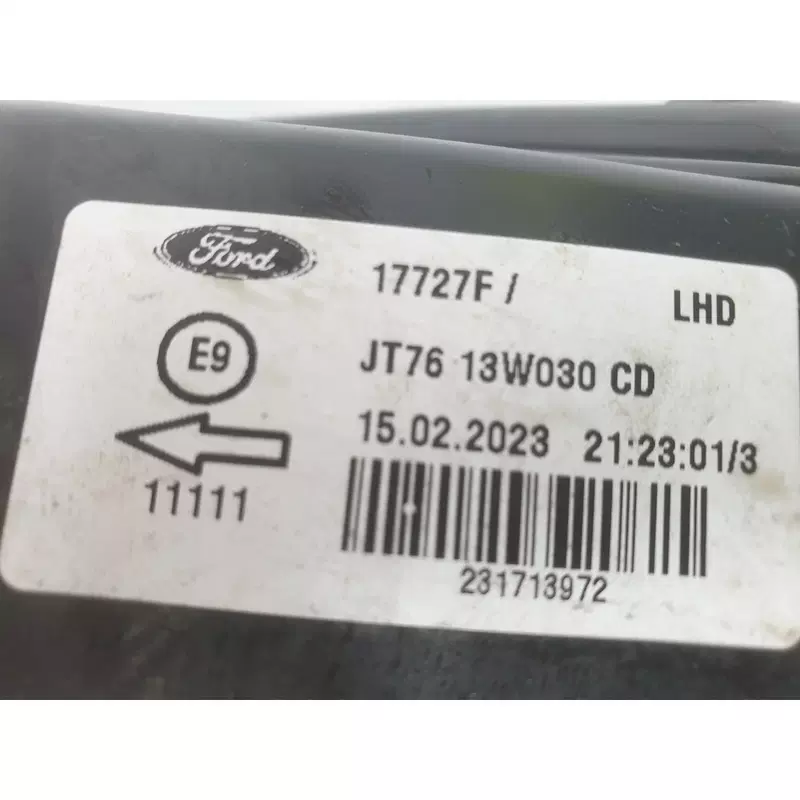 Ford
17727F / LHD
E9 JT76 13W030 CD
15.02.2023 21:23:01/3
11111
231713972